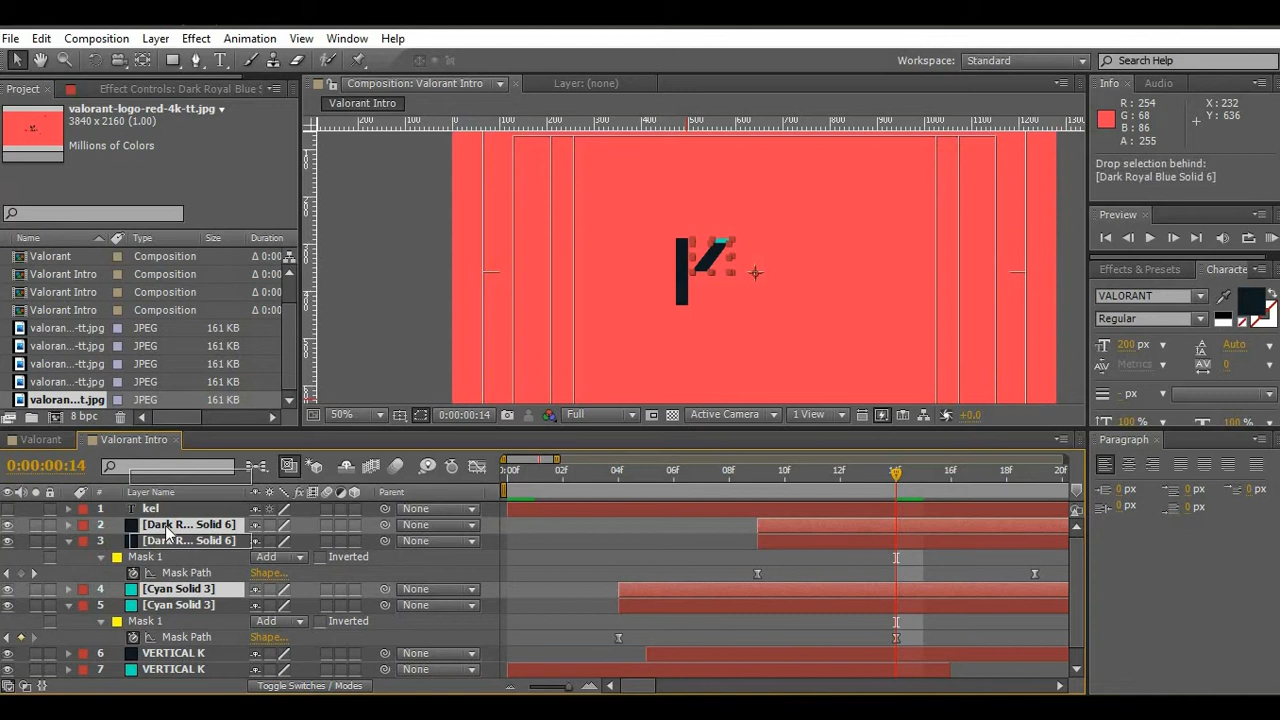 File Edit Composition Layer Effect Animation View Window Help
Workspace: Standard Search Help
Project Effect Controls: Dark Royal Blue S
Composition: Valorant Intro Layer: (none)
Info Audio
valorant-logo-red-4k-tt.jpg
3840 x 2160 (1.00)
Millions of Colors
Valorant Intro
R: 254 X: 232
G: 68 Y: 636
B: 86
A: 255
Drop selection behind:
[Dark Royal Blue Solid 6]
Preview
Name Type Size Duration
Valorant Composition Δ 0:00
Valorant Intro Composition Δ 0:00
Valorant Intro Composition Δ 0:00
Valorant Intro Composition Δ 0:00
valoran...-tt.jpg JPEG 161 KB
valoran...-tt.jpg JPEG 161 KB
valoran...-tt.jpg JPEG 161 KB
valoran...-tt.jpg JPEG 161 KB
valoran...t.jpg JPEG 161 KB
8 bpc
Effects & Presets Characte
VALORANT
Regular
200 px Auto
Metrics 0
- px
100 % 100 %
50% 0:00:00:14 Full Active Camera 1 View +0.0
Valorant Valorant Intro
Paragraph
0:00:00:14
:00f 02f 04f 06f 08f 10f 12f 14f 16f 18f 20f
# Layer Name Parent
1 T kel None
2 [Dark R... Solid 6] None
3 [Dark R... Solid 6] None
Mask 1 Add Inverted
Mask Path Shape...
4 [Cyan Solid 3] None
5 [Cyan Solid 3] None
Mask 1 Add Inverted
Mask Path Shape...
6 VERTICAL K None
7 VERTICAL K None
Toggle Switches / Modes
0 px 0 px
0 px 0 px
0 px